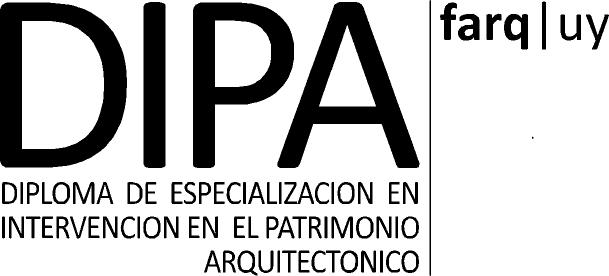 DIPA
DIPLOMA DE ESPECIALIZACION EN
INTERVENCION EN EL PATRIMONIO
ARQUITECTONICO
farq|uy